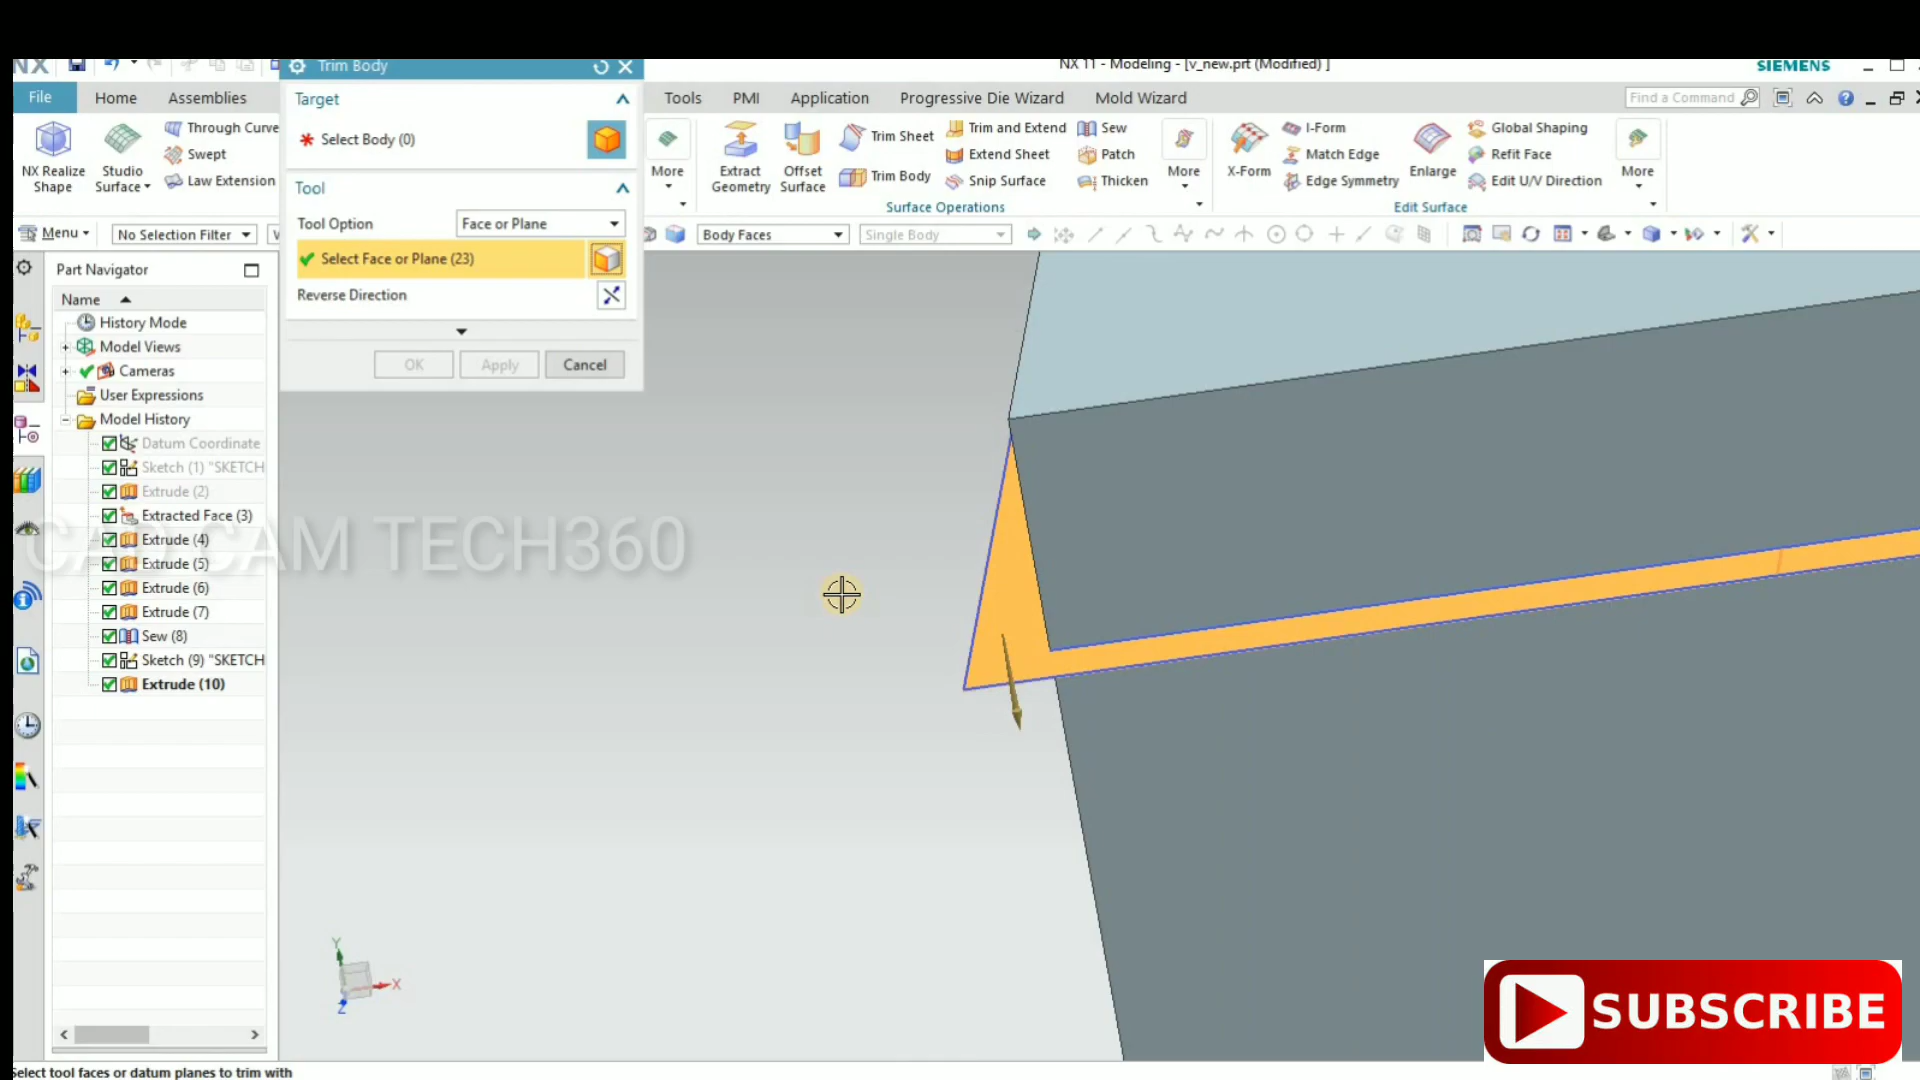 NX
Trim Body
NX 11 - Modeling - [v_new.prt (Modified) ]
SIEMENS
File
Home
Assemblies
Tools
PMI
Application
Progressive Die Wizard
Mold Wizard
Find a Command
NX Realize
Shape
Studio
Surface
Through Curve
Swept
Law Extension
Target
Select Body (0)
Tool
Tool Option
Face or Plane
Select Face or Plane (23)
Reverse Direction
OK
Apply
Cancel
More
Extract
Geometry
Offset
Surface
Trim Sheet
Trim Body
Trim and Extend
Extend Sheet
Snip Surface
Sew
Patch
Thicken
More
Surface Operations
X-Form
I-Form
Match Edge
Edge Symmetry
Enlarge
Global Shaping
Refit Face
Edit U/V Direction
More
Edit Surface
Menu
No Selection Filter
Body Faces
Single Body
Part Navigator
Name
History Mode
Model Views
Cameras
User Expressions
Model History
Datum Coordinate
Sketch (1) "SKETCH
Extrude (2)
Extracted Face (3)
Extrude (4)
Extrude (5)
Extrude (6)
Extrude (7)
Sew (8)
Sketch (9) "SKETCH
Extrude (10)
CAD CAM TECH360
Y
X
Z
SUBSCRIBE
Select tool faces or datum planes to trim with